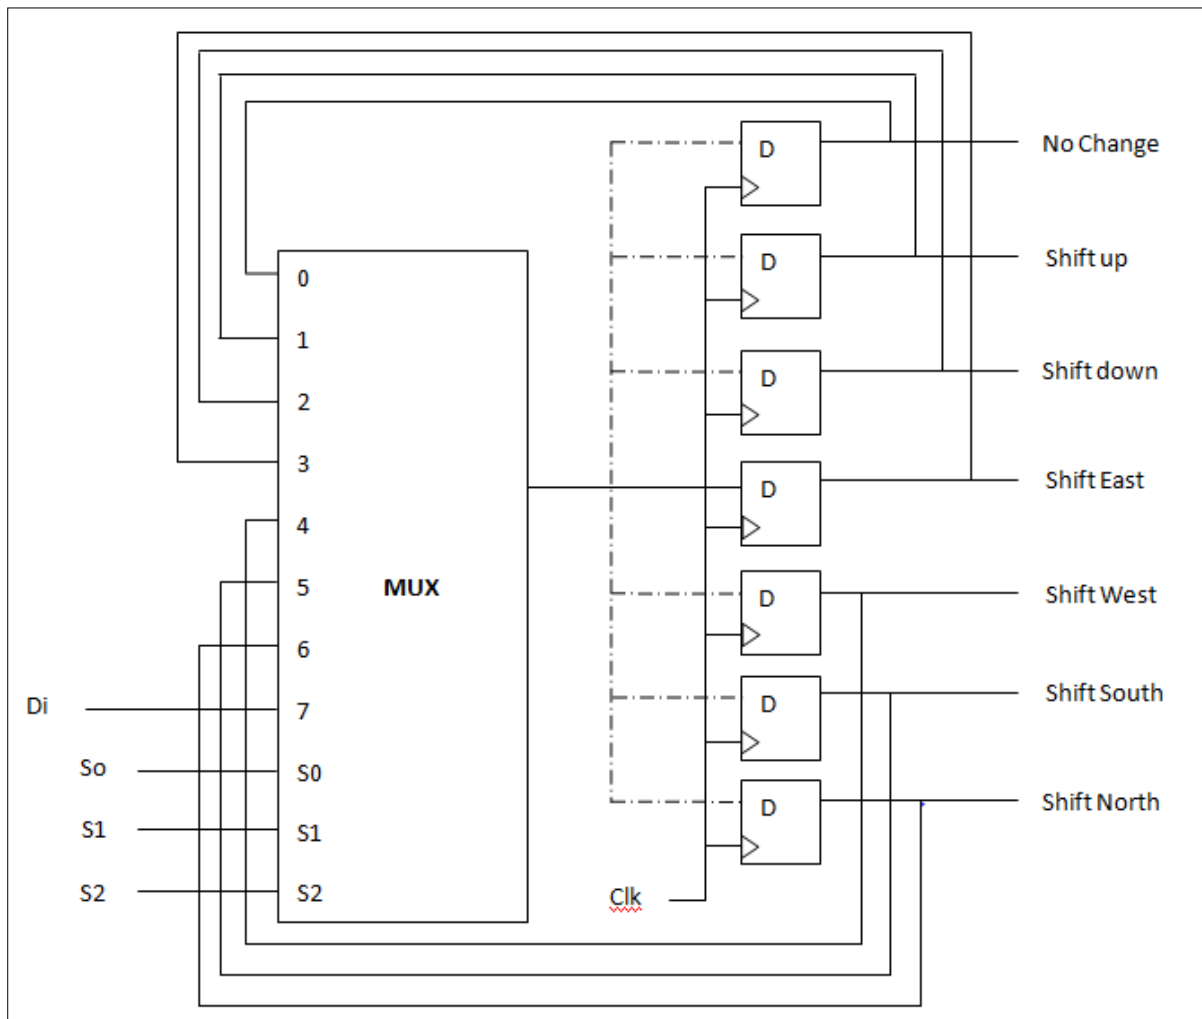 D
No Change
D
Shift up
0
1
D
Shift down
2
3
D
Shift East
4
5
MUX
D
Shift West
6
Di
7
D
Shift South
So
S0
D
Shift North
S1
S1
S2
S2
Clk